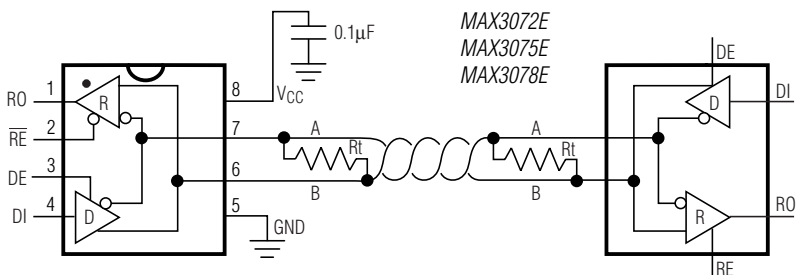 MAX3072E
MAX3075E
MAX3078E
0.1µF
DE
RO 1
R
8 VCC
D
DI
2
RE
7 A
A
Rt
Rt
DE 3
6 B
B
DI 4
D
5
GND
R
RO
RE